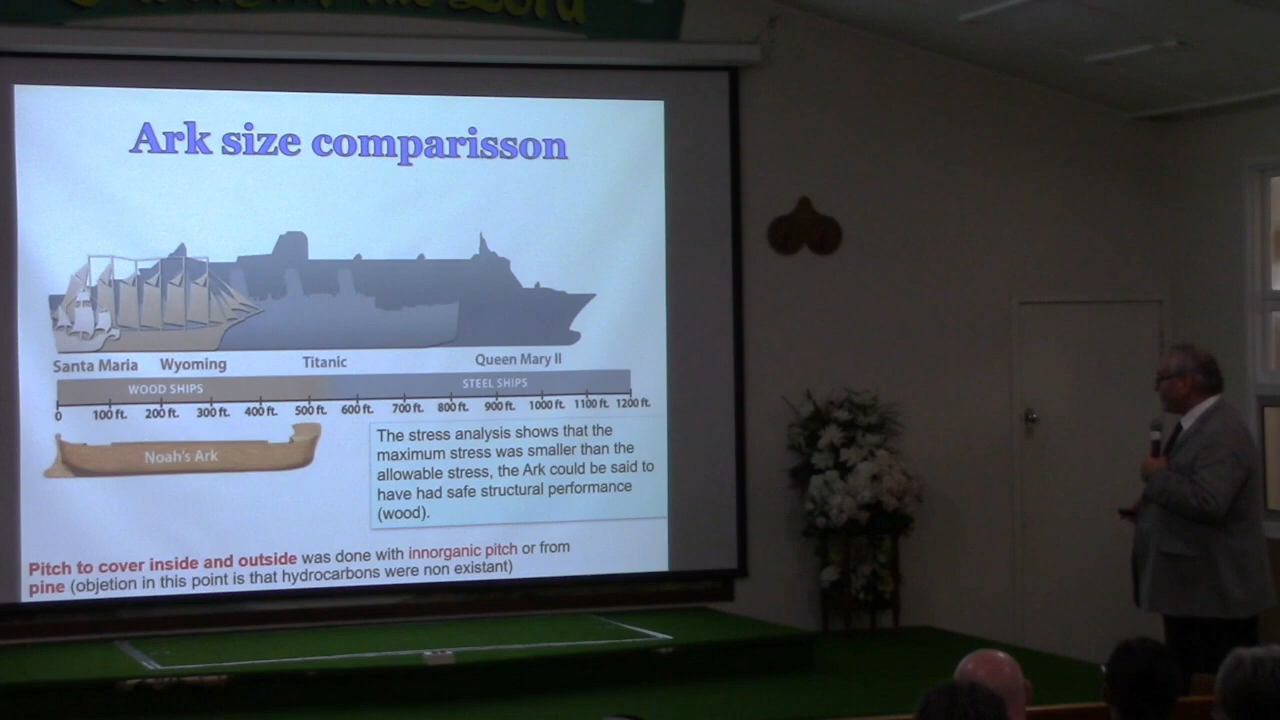 Lord
Ark size comparisson
Santa Maria Wyoming Titanic Queen Mary II
WOOD SHIPS STEEL SHIPS
0 100 ft. 200 ft. 300 ft. 400 ft. 500 ft. 600 ft. 700 ft. 800 ft. 900 ft. 1000 ft. 1100 ft. 1200 ft.
Noah's Ark
The stress analysis shows that the
maximum stress was smaller than the
allowable stress, the Ark could be said to
have had safe structural performance
(wood).
Pitch to cover inside and outside was done with innorganic pitch or from
pine (objetion in this point is that hydrocarbons were non existant)